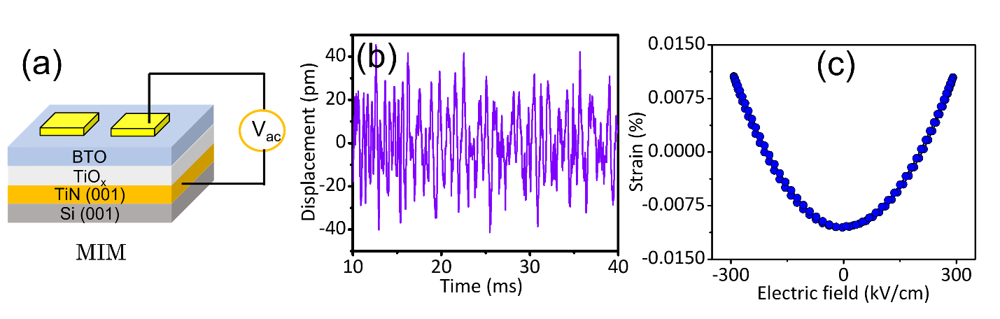 (a)
V_ac
BTO
TiO_x
TiN (001)
Si (001)
MIM
(b)
Displacement (pm)
40
20
0
-20
-40
10
20
30
40
Time (ms)
(c)
Strain (%)
0.0150
0.0075
0.0000
-0.0075
-0.0150
-300
0
300
Electric field (kV/cm)